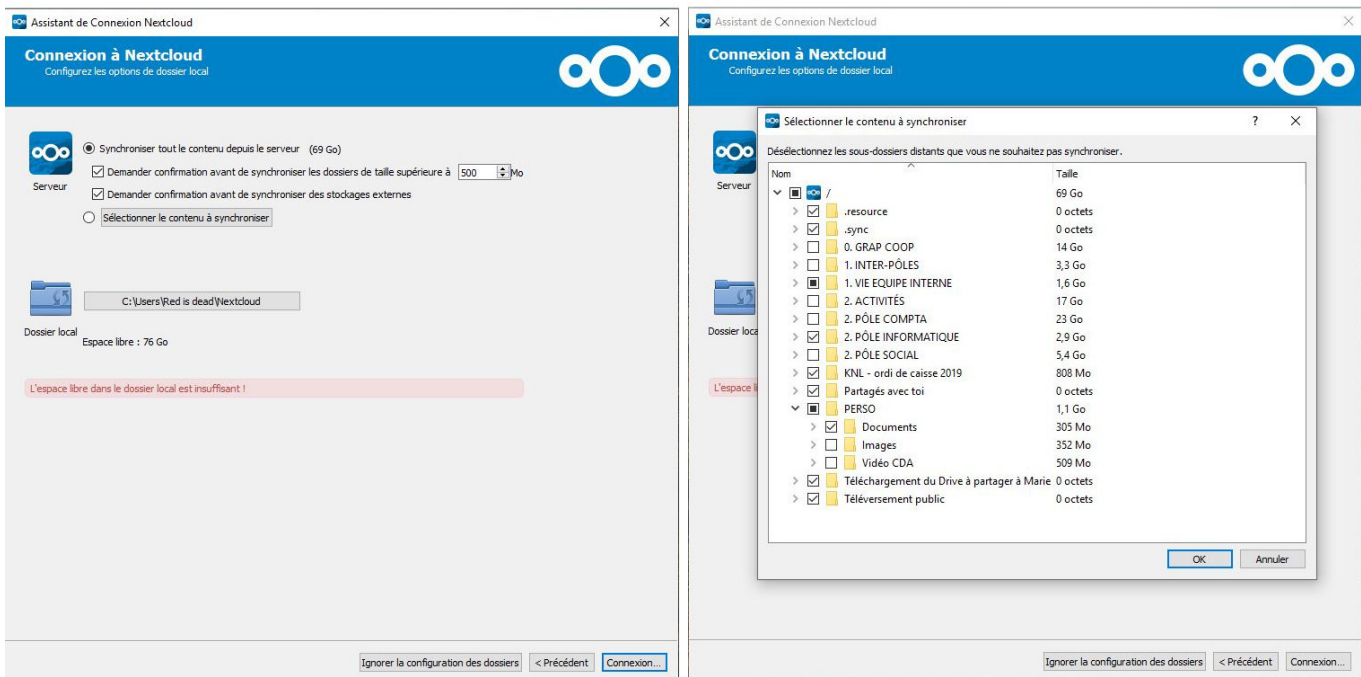 Assistant de Connexion Nextcloud
Connexion à Nextcloud
Configurez les options de dossier local
Serveur
Synchroniser tout le contenu depuis le serveur (69 Go)
Demander confirmation avant de synchroniser les dossiers de taille supérieure à 500 Mo
Demander confirmation avant de synchroniser des stockages externes
Sélectionner le contenu à synchroniser
C:\Users\Red is dead\Nextcloud
Dossier local
Espace libre : 76 Go
L'espace libre dans le dossier local est insuffisant !
Ignorer la configuration des dossiers < Précédent Connexion...
Assistant de Connexion Nextcloud
Connexion à Nextcloud
Configurez les options de dossier local
Serveur
Dossier loca
L'espace li
Sélectionner le contenu à synchroniser ?
Désélectionnez les sous-dossiers distants que vous ne souhaitez pas synchroniser.
Nom Taille
/ 69 Go
.resource 0 octets
.sync 0 octets
0. GRAP COOP 14 Go
1. INTER-PÔLES 3,3 Go
1. VIE EQUIPE INTERNE 1,6 Go
2. ACTIVITÉS 17 Go
2. PÔLE COMPTA 23 Go
2. PÔLE INFORMATIQUE 2,9 Go
2. PÔLE SOCIAL 5,4 Go
KNL - ordi de caisse 2019 808 Mo
Partagés avec toi 0 octets
PERSO 1,1 Go
Documents 305 Mo
Images 352 Mo
Vidéo CDA 509 Mo
Téléchargement du Drive à partager à Marie 0 octets
Téléversement public 0 octets
OK Annuler
Ignorer la configuration des dossiers < Précédent Connexion...